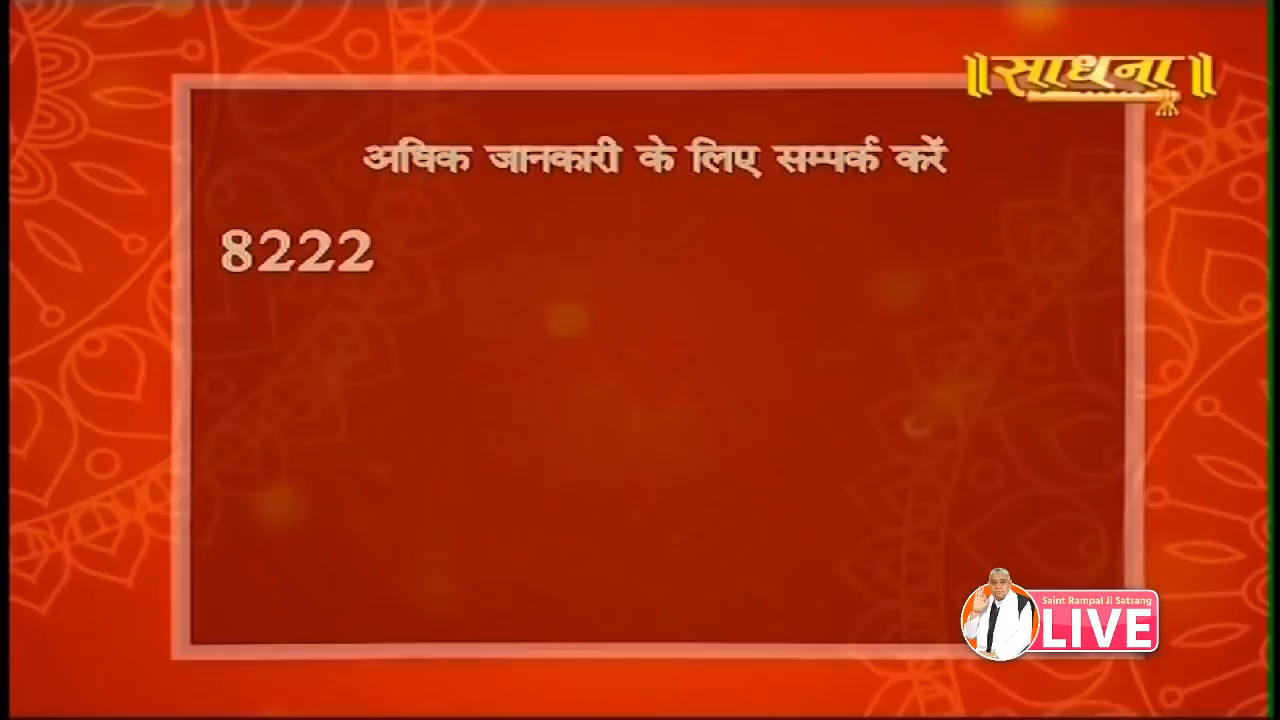 ॥साधना॥
अधिक जानकारी के लिए सम्पर्क करें
8222
Saint Rampal Ji Satsang
LIVE